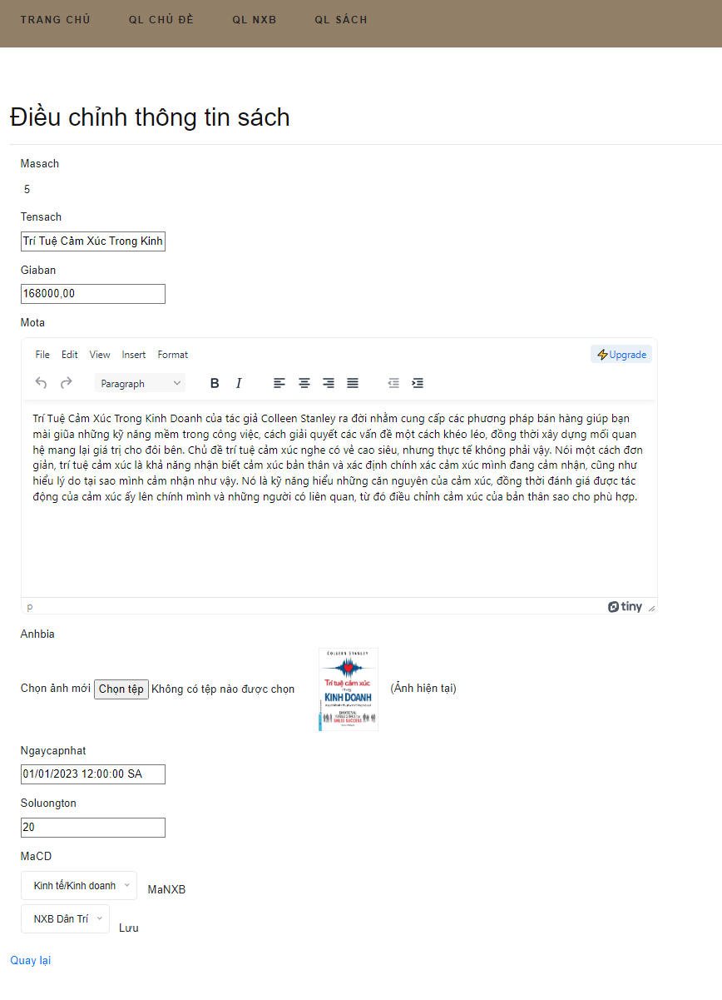 TRANG CHỦ QL CHỦ ĐỀ QL NXB QL SÁCH
Điều chỉnh thông tin sách
Masach
5
Tensach
Trí Tuệ Cảm Xúc Trong Kinh
Giaban
168000,00
Mota
File Edit View Insert Format Upgrade
Paragraph B I
Trí Tuệ Cảm Xúc Trong Kinh Doanh của tác giả Colleen Stanley ra đời nhằm cung cấp các phương pháp bán hàng giúp bạn
mài giũa những kỹ năng mềm trong công việc, cách giải quyết các vấn đề một cách khéo léo, đồng thời xây dựng mối quan
hệ mang lại giá trị cho đôi bên. Chủ đề trí tuệ cảm xúc nghe có vẻ cao siêu, nhưng thực tế không phải vậy. Nói một cách đơn
giản, trí tuệ cảm xúc là khả năng nhận biết cảm xúc bản thân và xác định chính xác cảm xúc mình đang cảm nhận, cũng như
hiểu lý do tại sao mình cảm nhận như vậy. Nó là kỹ năng hiểu những căn nguyên của cảm xúc, đồng thời đánh giá được tác
động của cảm xúc ấy lên chính mình và những người có liên quan, từ đó điều chỉnh cảm xúc của bản thân sao cho phù hợp.
p tiny
Anhbia
COLLEEN STANLEY
Trí tuệ cảm xúc
KINH DOANH
SALES SUCCESS
Chọn ảnh mới Chọn tệp Không có tệp nào được chọn (Ảnh hiện tại)
Ngaycapnhat
01/01/2023 12:00:00 SA
Soluongton
20
MaCD
Kinh tế/Kinh doanh MaNXB
NXB Dân Trí Lưu
Quay lại